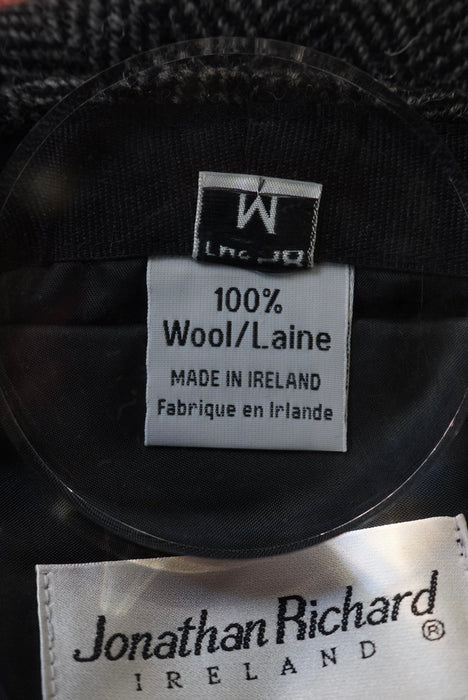 M
100%
Wool/Laine
MADE IN IRELAND
Fabrique en Irlande
Jonathan Richard ®
IRELAND